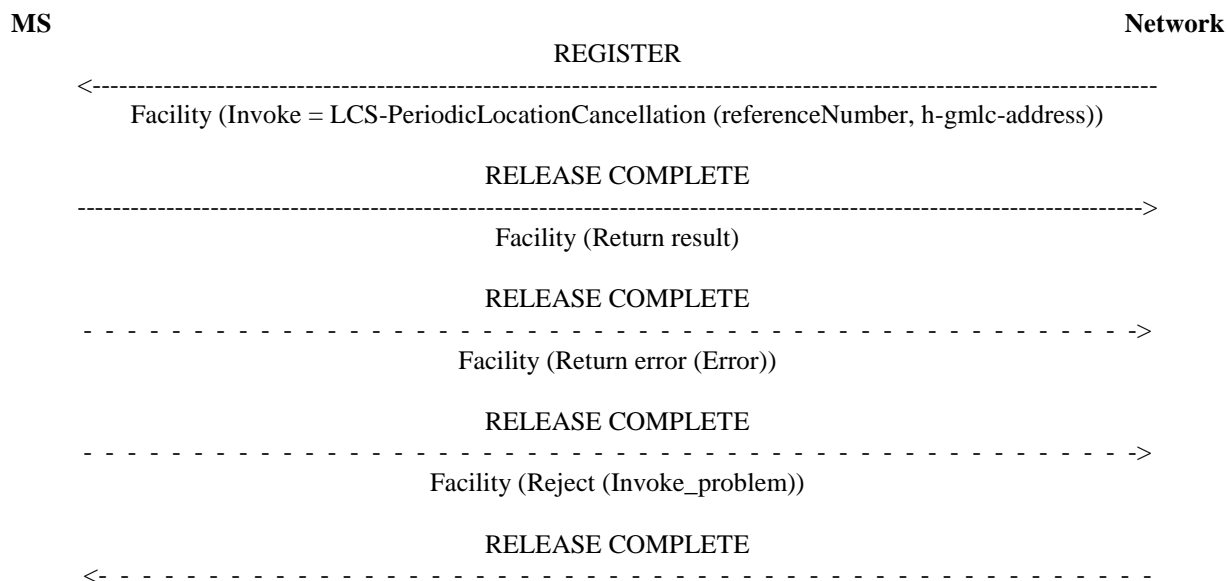 MS Network
REGISTER
<------------------------------------------------------------------------------------------------------------------------
Facility (Invoke = LCS-PeriodicLocationCancellation (referenceNumber, h-gmlc-address))
RELEASE COMPLETE
------------------------------------------------------------------------------------------------------------------------>
Facility (Return result)
RELEASE COMPLETE
- - - - - - - - - - - - - - - - - - - - - - - - - - - - - - - - - - - - - - - - - - - - - - - - ->
Facility (Return error (Error))
RELEASE COMPLETE
- - - - - - - - - - - - - - - - - - - - - - - - - - - - - - - - - - - - - - - - - - - - - - - - ->
Facility (Reject (Invoke_problem))
RELEASE COMPLETE
<- - - - - - - - - - - - - - - - - - - - - - - - - - - - - - - - - - - - - - - - - - - - - - - - -